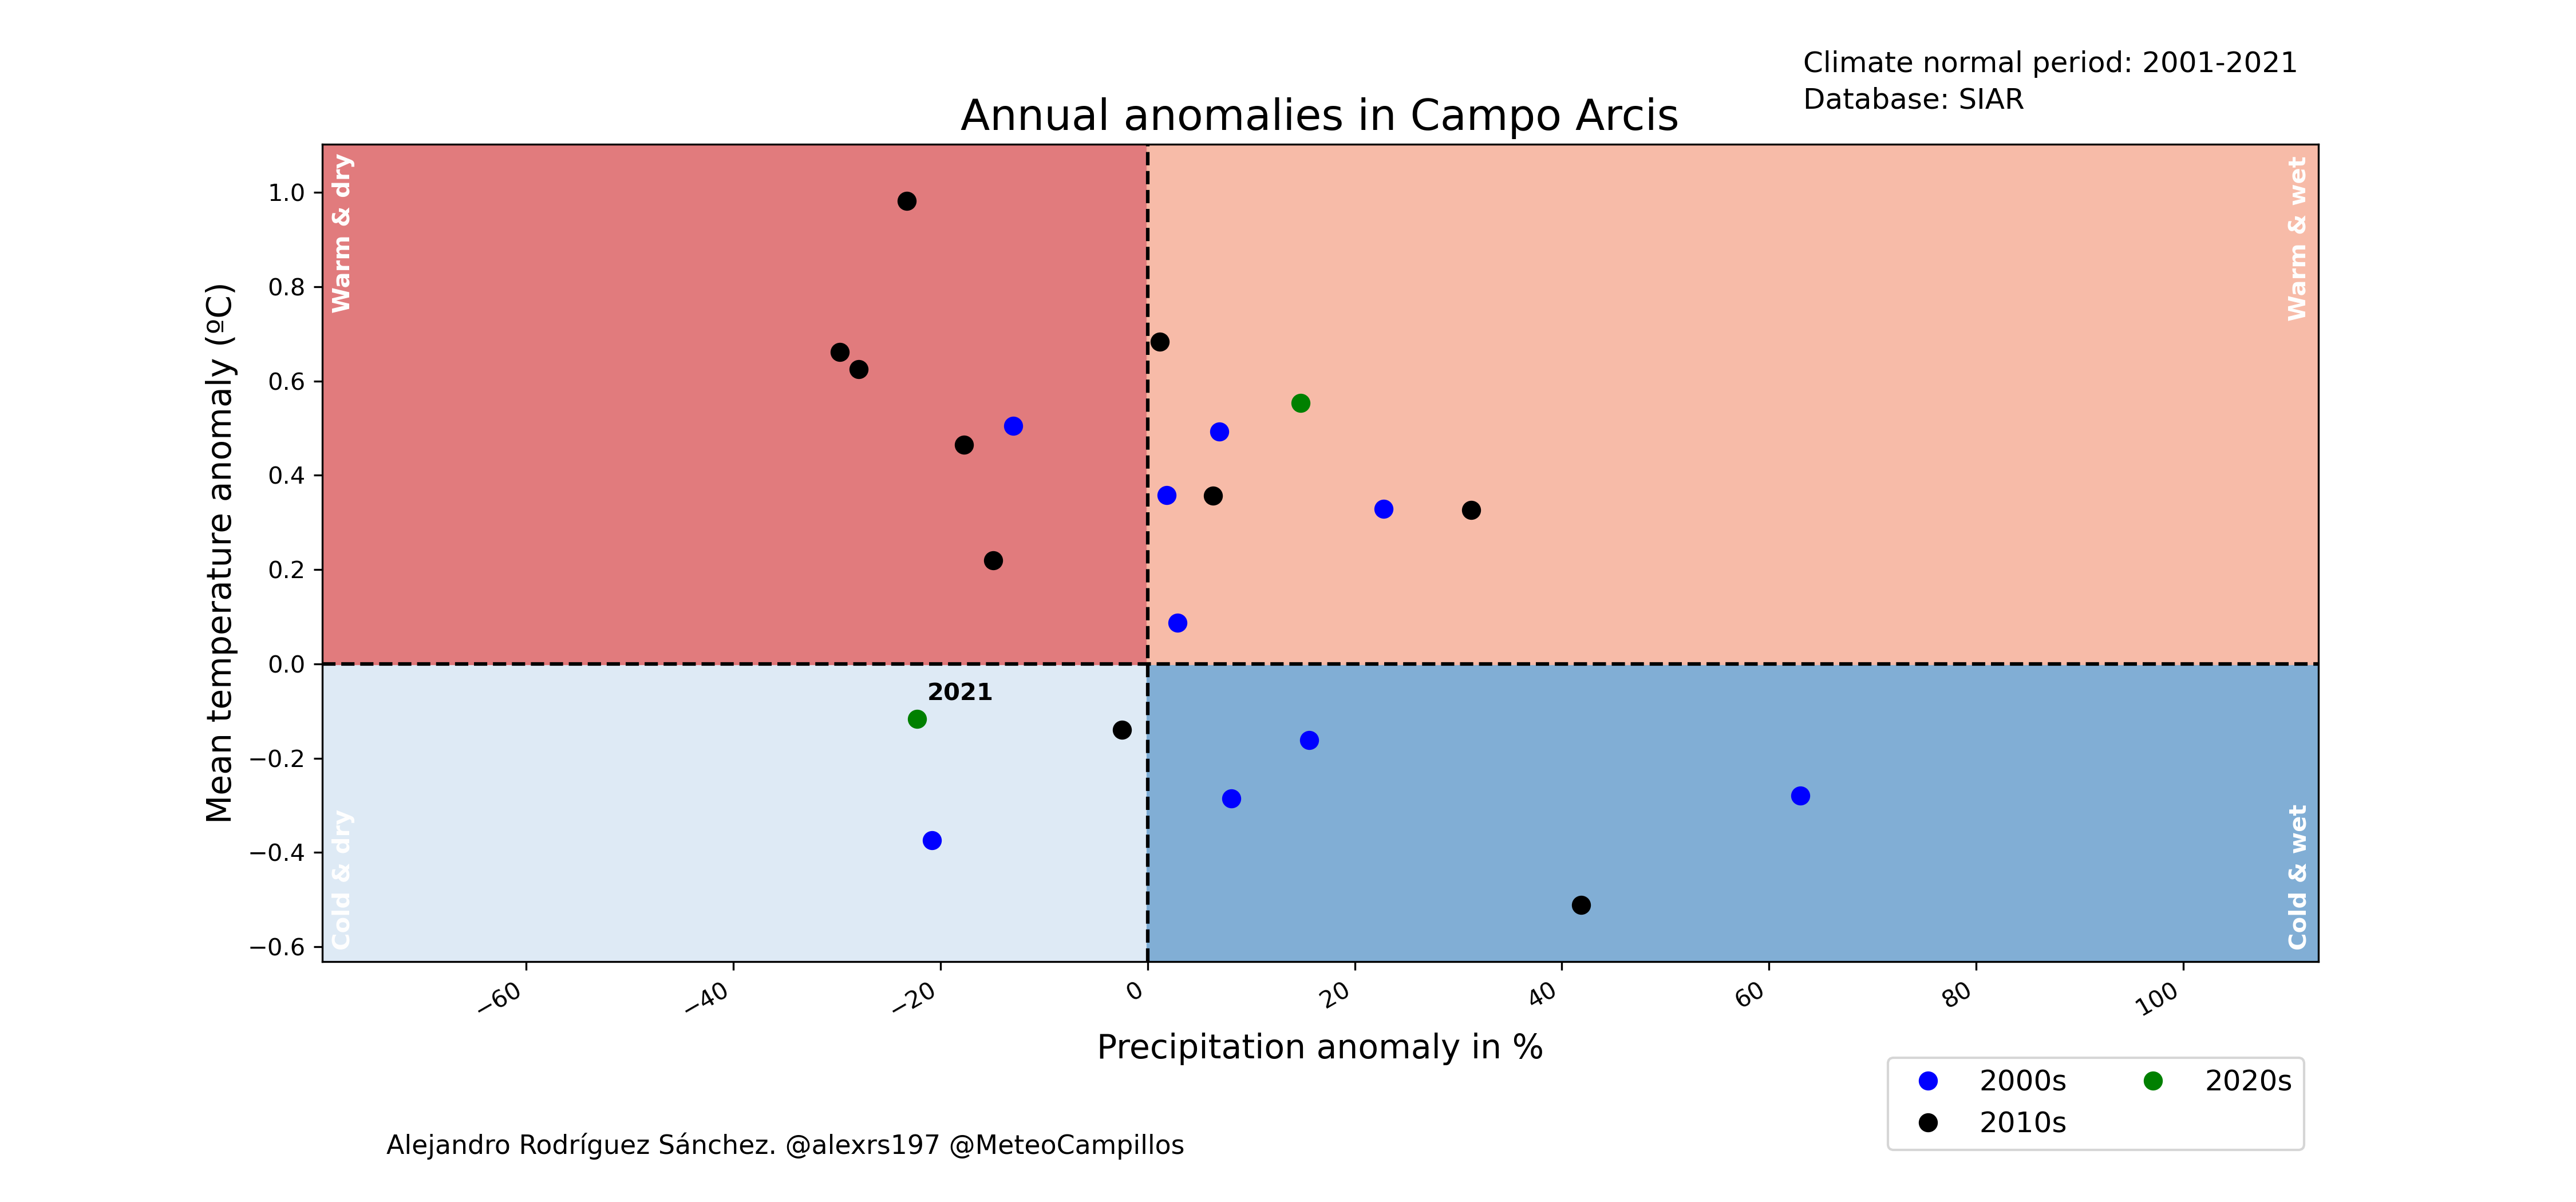 Climate normal period: 2001-2021
Database: SIAR
Annual anomalies in Campo Arcis
Warm & dry
Warm & wet
Mean temperature anomaly (ºC)
1.0
0.8
0.6
0.4
0.2
0.0
−0.2
−0.4
−0.6
2021
Cold & dry
Cold & wet
−60
−40
−20
0
20
40
60
80
100
Precipitation anomaly in %
2000s
2020s
2010s
Alejandro Rodríguez Sánchez. @alexrs197 @MeteoCampillos